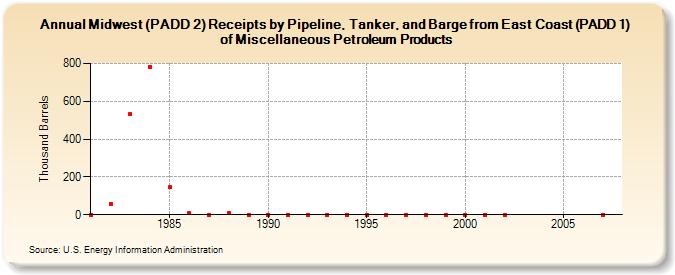 Annual Midwest (PADD 2) Receipts by Pipeline, Tanker, and Barge from East Coast (PADD 1)
of Miscellaneous Petroleum Products
Thousand Barrels
800
600
400
200
0
1985
1990
1995
2000
2005
Source: U.S. Energy Information Administration